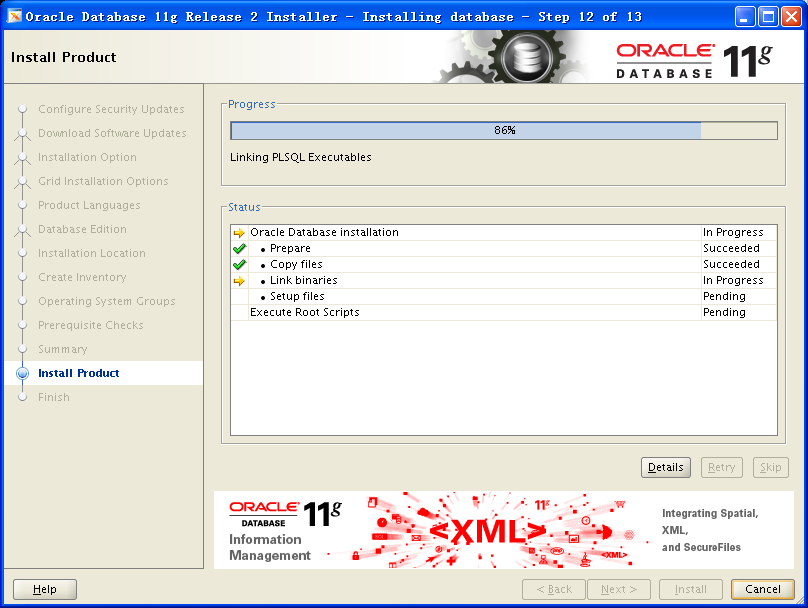 Oracle Database 11g Release 2 Installer - Installing database - Step 12 of 13
Install Product
ORACLE
DATABASE 11g
Configure Security Updates
Download Software Updates
Installation Option
Grid Installation Options
Product Languages
Database Edition
Installation Location
Create Inventory
Operating System Groups
Prerequisite Checks
Summary
Install Product
Finish
Progress
86%
Linking PLSQL Executables
Status
Oracle Database installation In Progress
• Prepare Succeeded
• Copy files Succeeded
• Link binaries In Progress
• Setup files Pending
Execute Root Scripts Pending
Details Retry Skip
ORACLE
DATABASE 11g
Information
Management
11g
<XML>
<XML>
Integrating Spatial,
XML,
and SecureFiles
Help < Back Next > Install Cancel